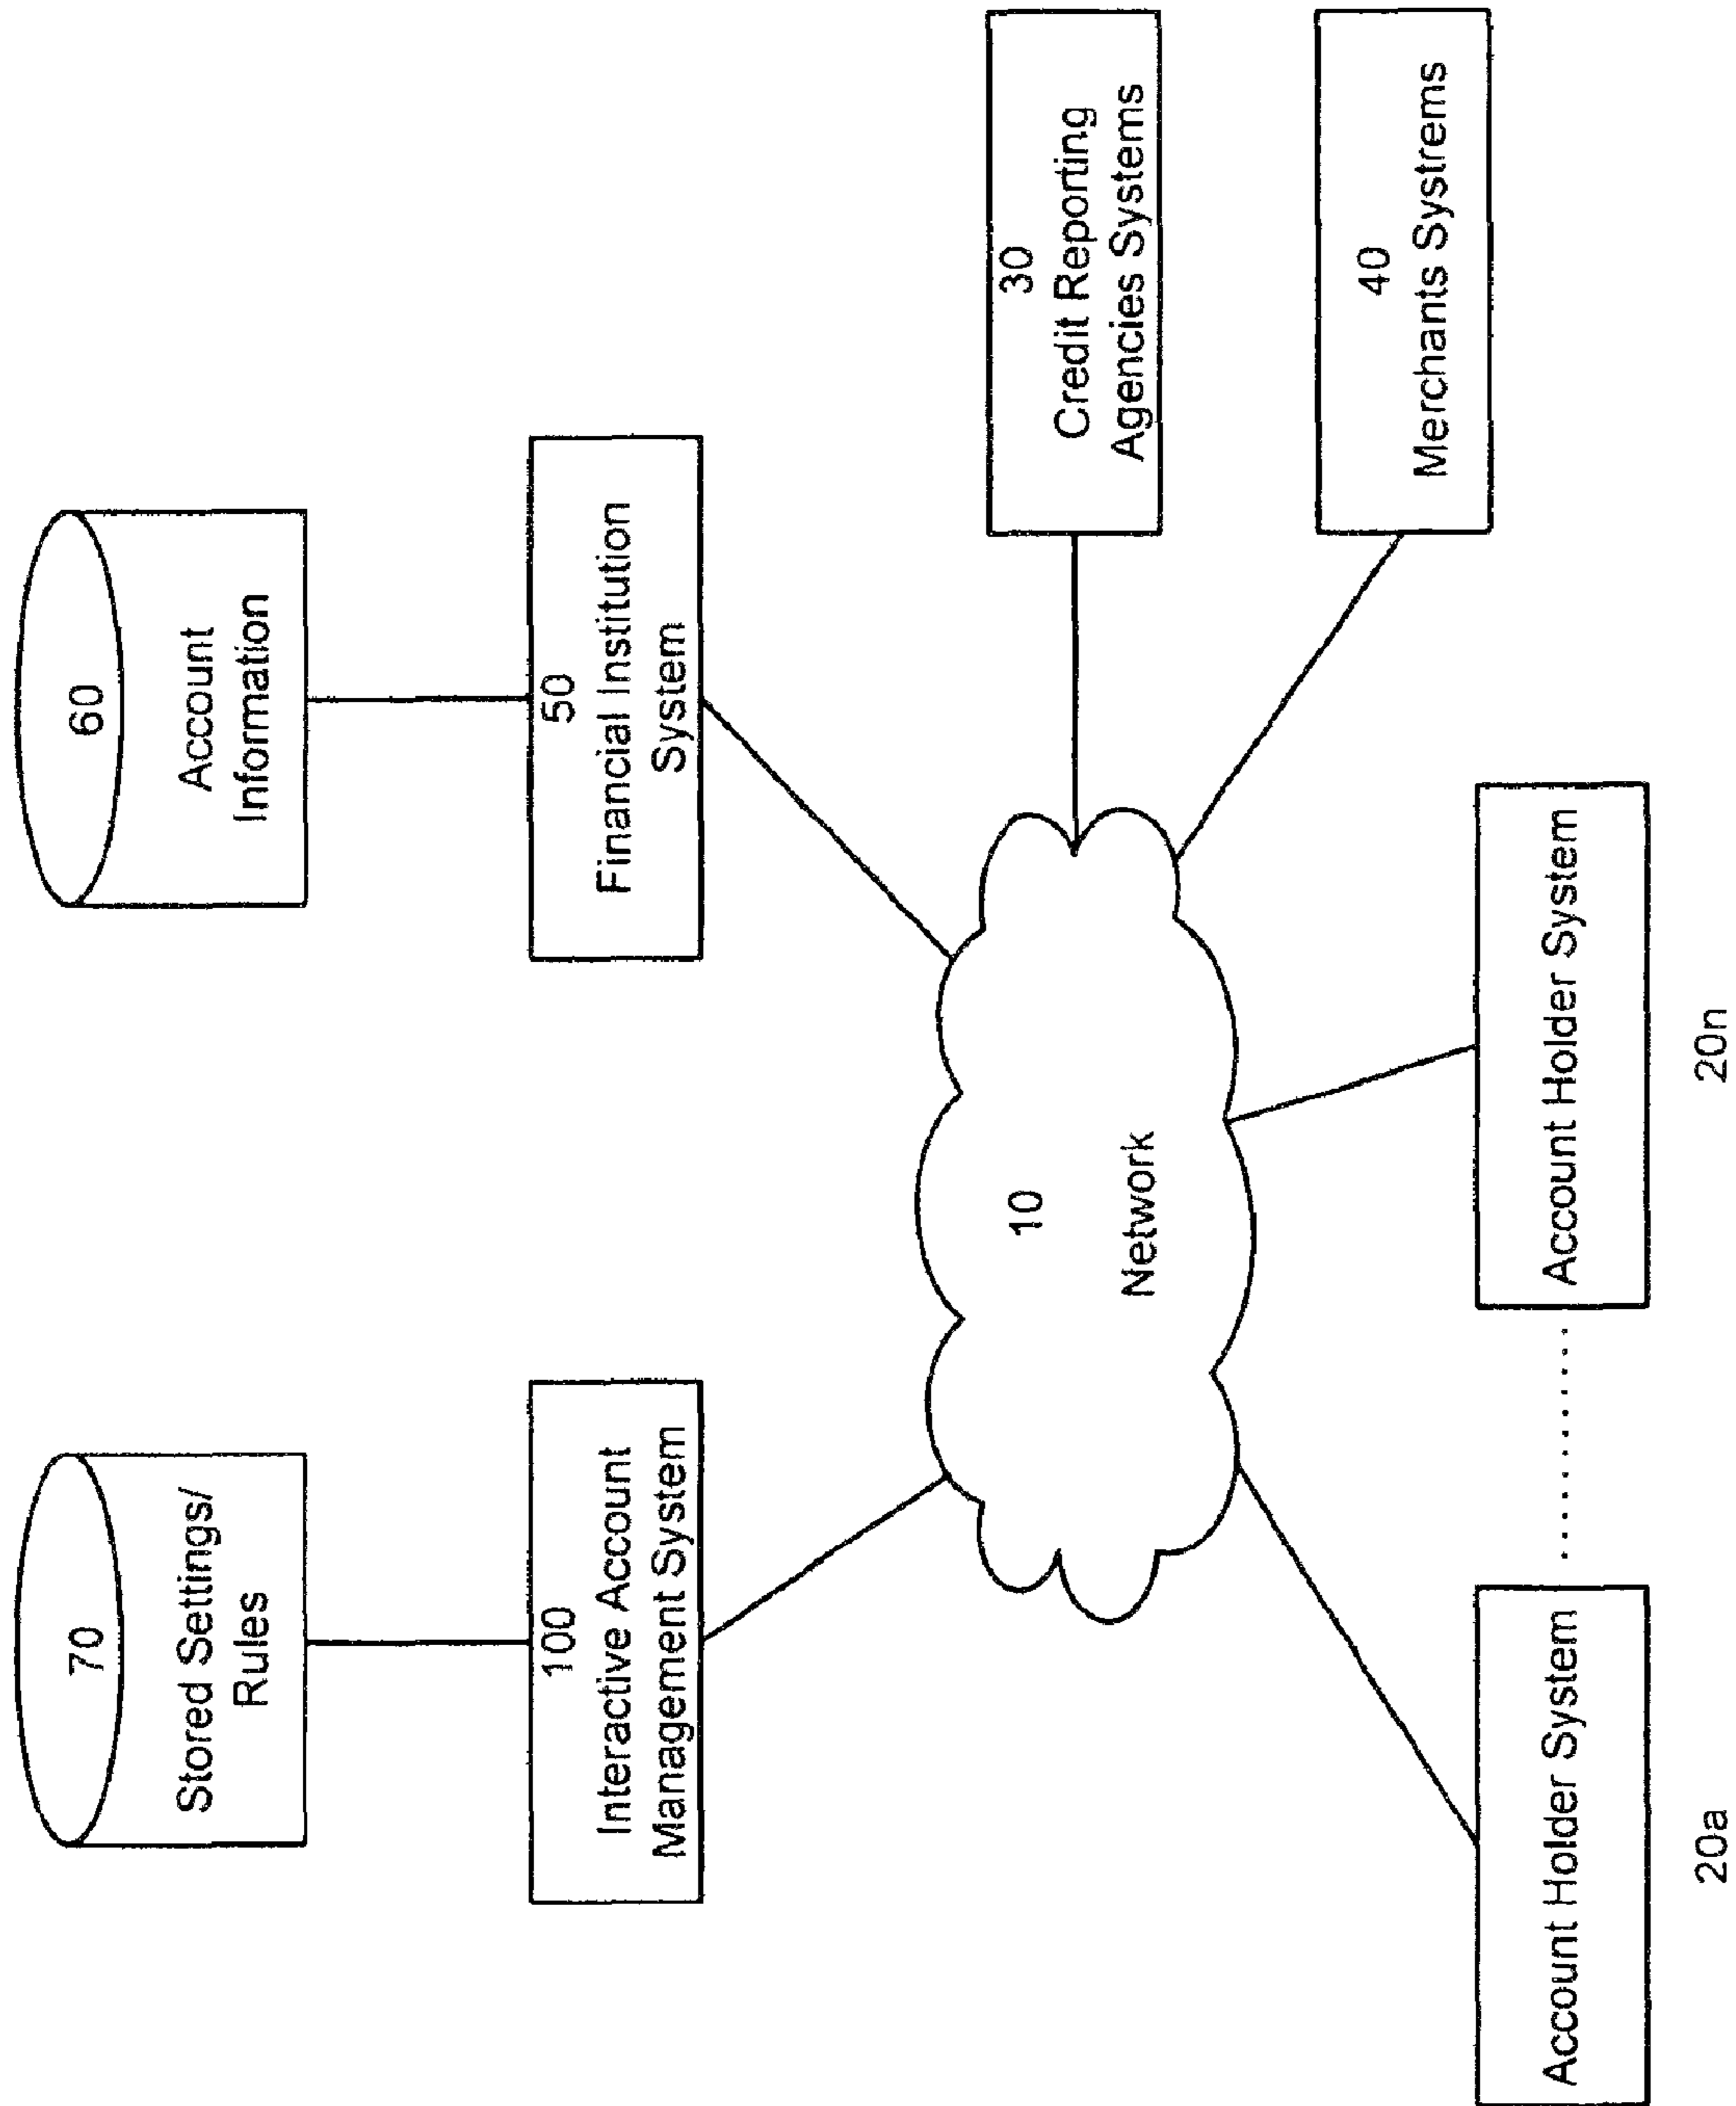 70
Stored Settings/
Rules
60
Account
Information
100
Interactive Account
Management System
50
Financial Institution
System
10
Network
30
Credit Reporting
Agencies Systems
40
Merchants Systrems
Account Holder System
..........
Account Holder System
20a
20n